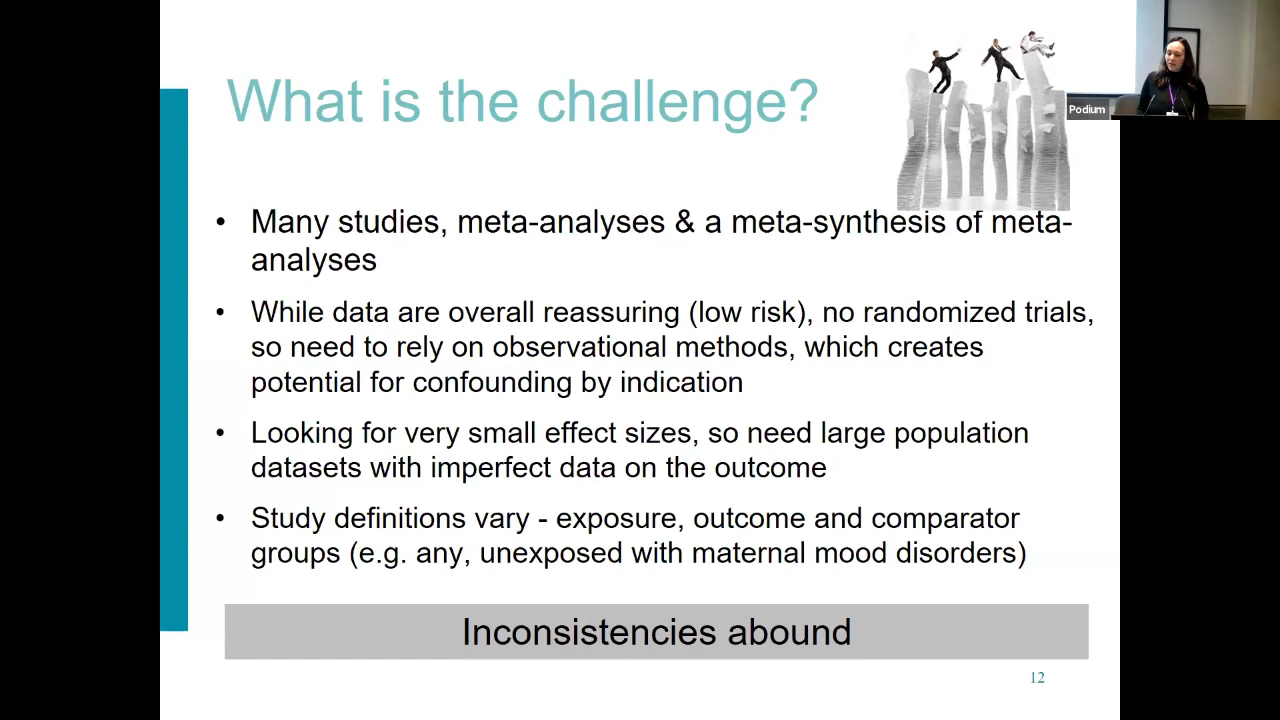 What is the challenge?
Podium
• Many studies, meta-analyses & a meta-synthesis of meta-
analyses
• While data are overall reassuring (low risk), no randomized trials,
so need to rely on observational methods, which creates
potential for confounding by indication
• Looking for very small effect sizes, so need large population
datasets with imperfect data on the outcome
• Study definitions vary - exposure, outcome and comparator
groups (e.g. any, unexposed with maternal mood disorders)
Inconsistencies abound
12